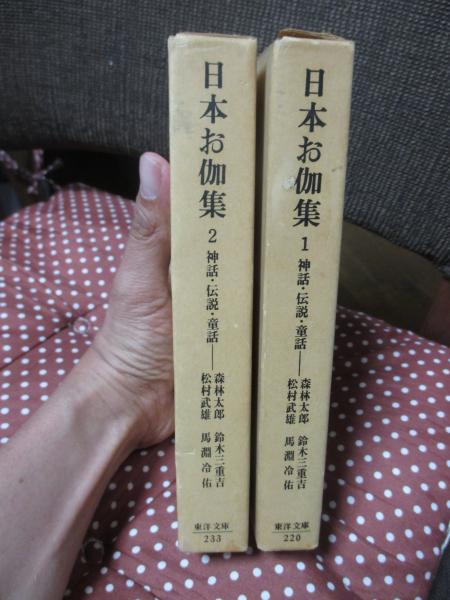 日本お伽集
1
神話・伝説・童話──
森林太郎 鈴木三重吉
松村武雄 馬淵冷佑
東洋文庫
220
日本お伽集
2
神話・伝説・童話──
森林太郎 鈴木三重吉
松村武雄 馬淵冷佑
東洋文庫
233